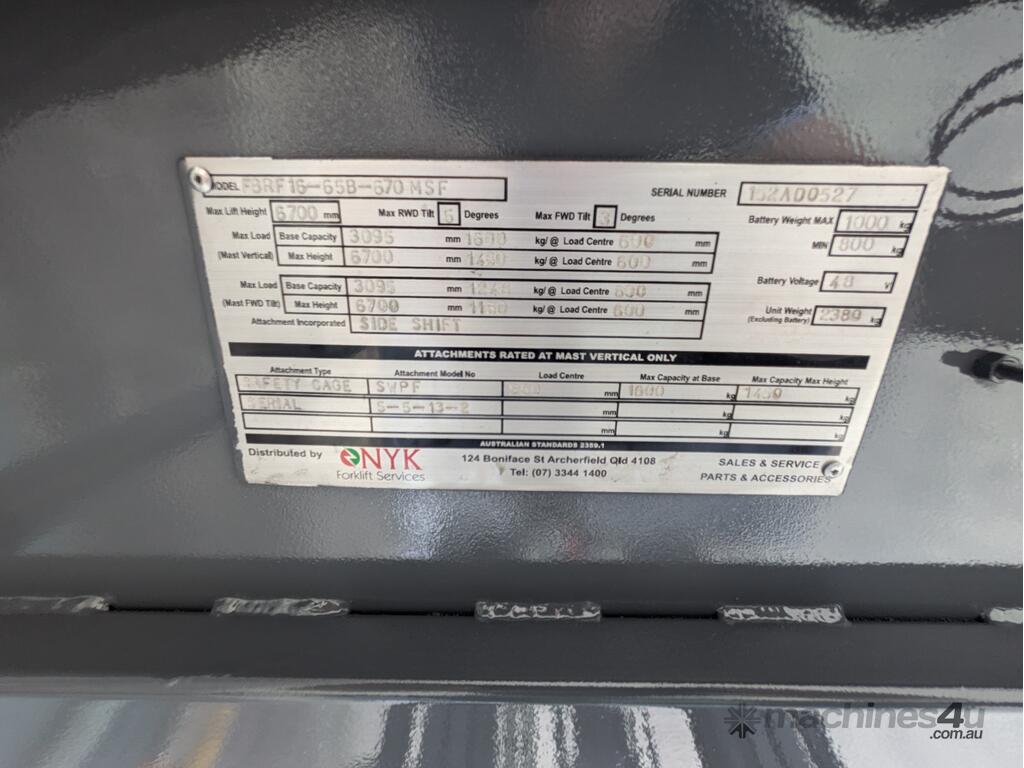 MODEL FBRF16-65B-670 MSF SERIAL NUMBER 152A00527
Max Lift Height 6700 mm Max RWD Tilt 5 Degrees Max FWD Tilt 3 Degrees Battery Weight MAX 1000 kg
MIN 800 kg
Max Load Base Capacity 3095 mm 1600 kg/@ Load Centre 600 mm
(Mast Vertical) Max Height 6700 mm 1450 kg/@ Load Centre 600 mm
Battery Voltage 48 V
Max Load Base Capacity 3095 mm kg/@ Load Centre 600 mm
(Mast FWD Tilt) Max Height 6700 mm kg/@ Load Centre 600 mm
Unit Weight 2380 kg
(Excluding Battery)
Attachment Incorporated SIDE SHIFT
ATTACHMENTS RATED AT MAST VERTICAL ONLY
Attachment Type Attachment Model No Load Centre Max Capacity at Base Max Capacity Max Height
SAFETY CAGE SWPF mm 1600 kg 1450 kg
SERIAL 5-5-13-2 mm kg kg
mm kg kg
AUSTRALIAN STANDARDS 2359.1
Distributed by NYK 124 Boniface St Archerfield Qld 4108 SALES & SERVICE
Forklift Services Tel: (07) 3344 1400 PARTS & ACCESSORIES
machines4u
.com.au